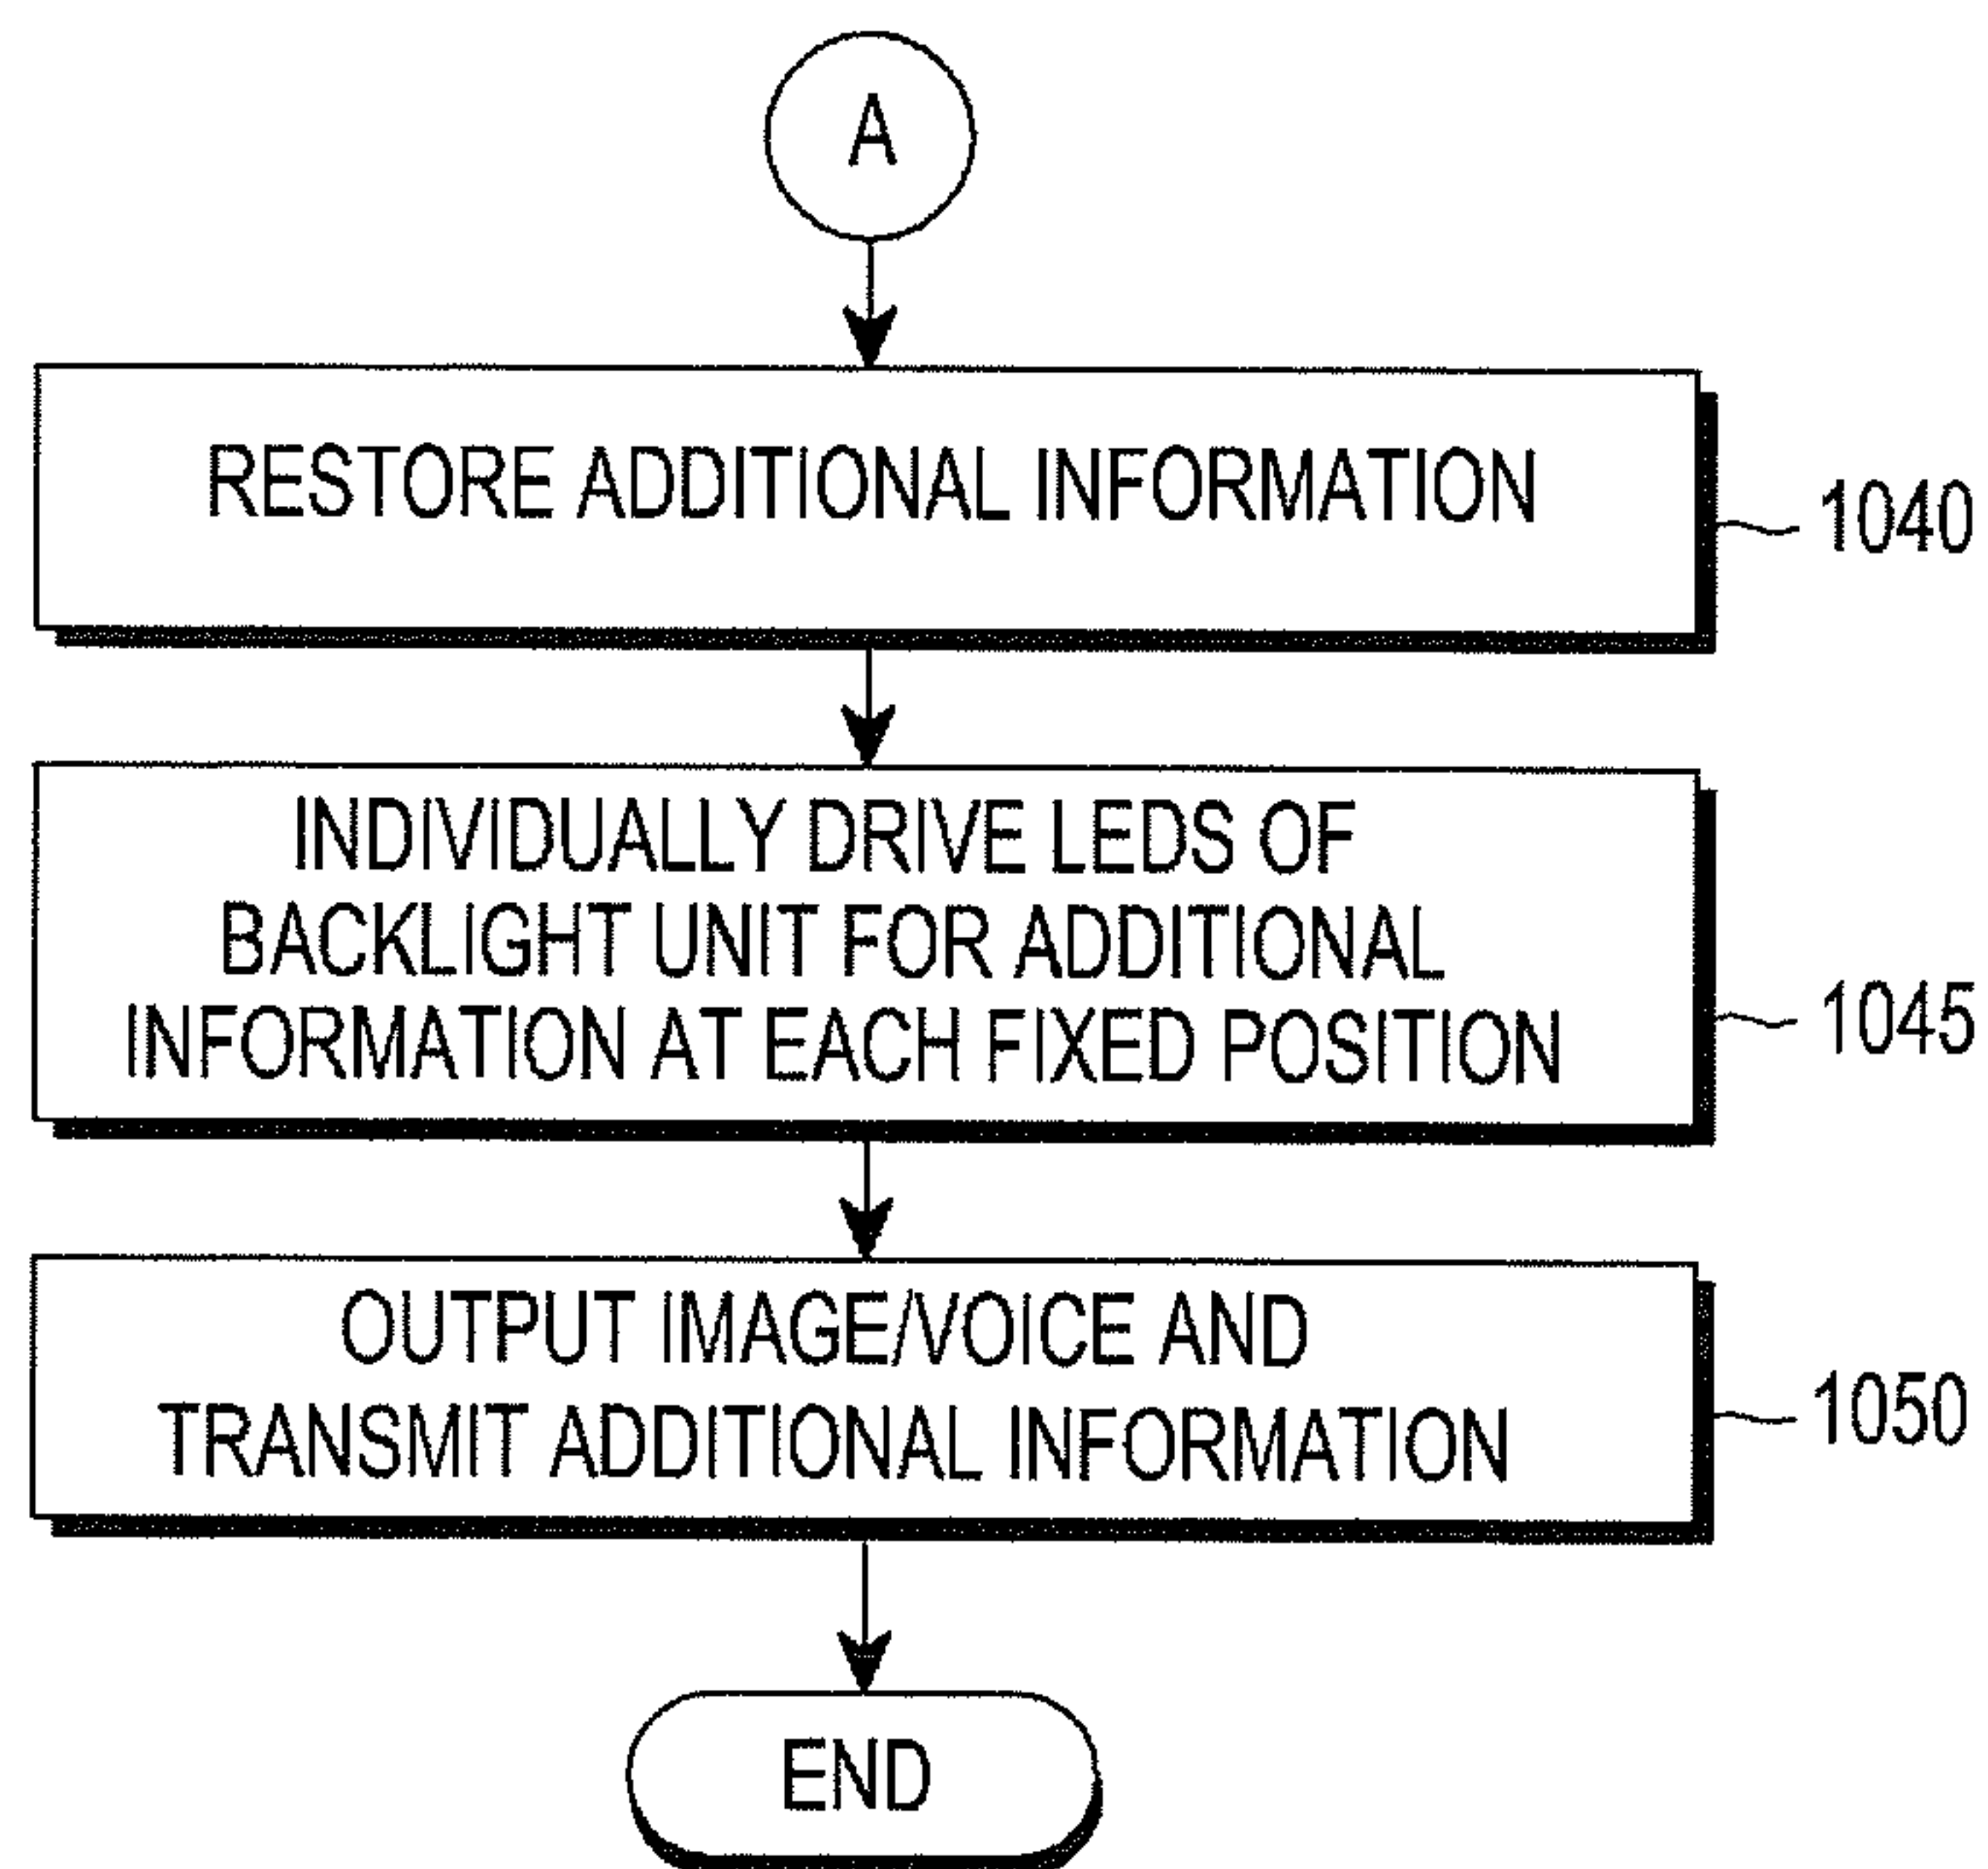 A
RESTORE ADDITIONAL INFORMATION
1040
INDIVIDUALLY DRIVE LEDS OF
BACKLIGHT UNIT FOR ADDITIONAL
INFORMATION AT EACH FIXED POSITION
1045
OUTPUT IMAGE/VOICE AND
TRANSMIT ADDITIONAL INFORMATION
1050
END